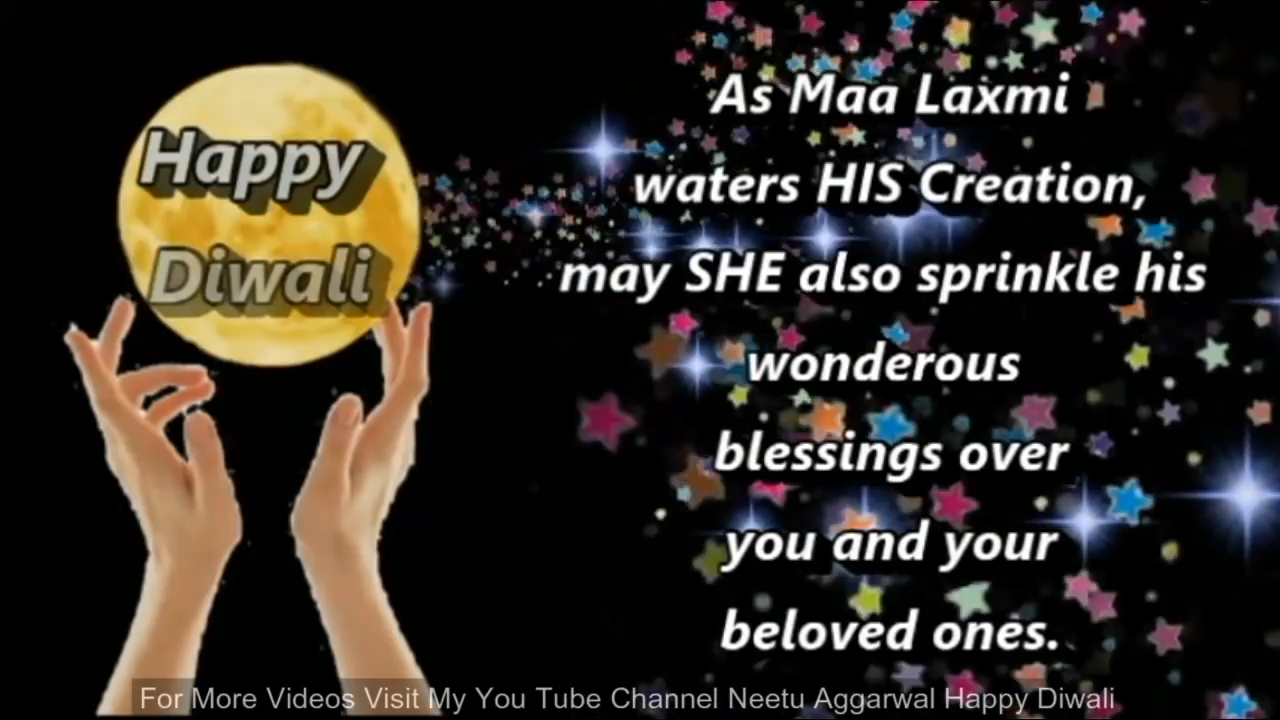 Happy
Diwali
As Maa Laxmi
waters HIS Creation,
may SHE also sprinkle his
wonderous
blessings over
you and your
beloved ones.
For More Videos Visit My You Tube Channel Neetu Aggarwal Happy Diwali